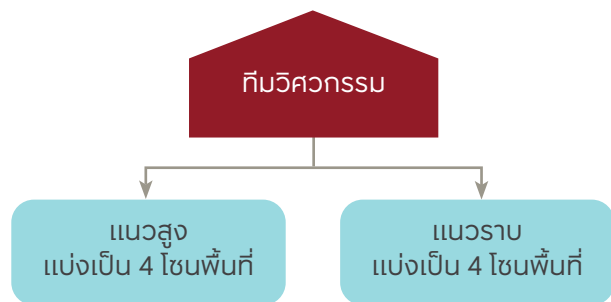 ทีมวิศวกรรม
แนวสูง
แบ่งเป็น 4 โซนพื้นที่
แนวราบ
แบ่งเป็น 4 โซนพื้นที่